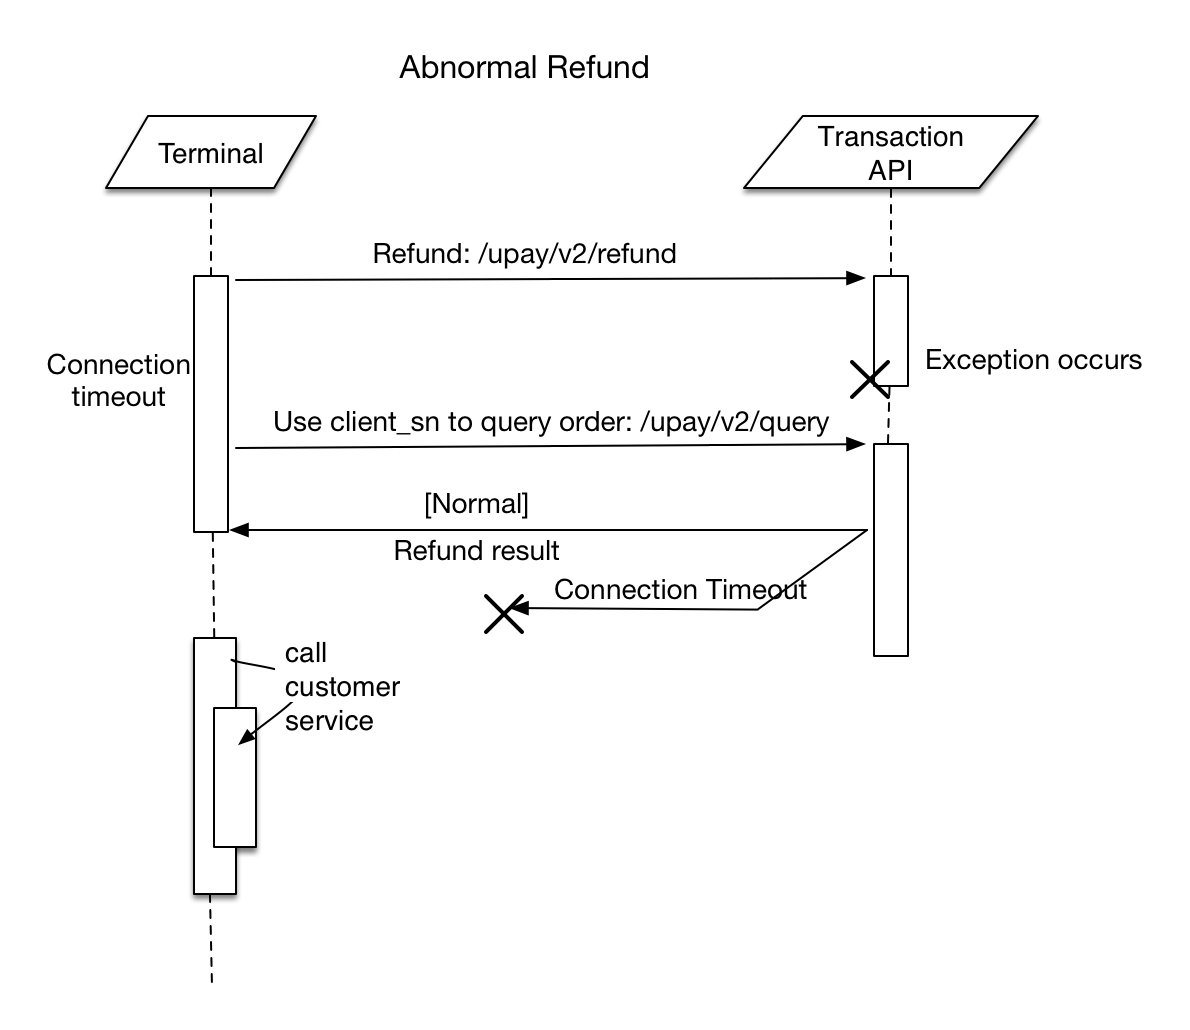 Abnormal Refund
Terminal
Transaction
API
Refund: /upay/v2/refund
Connection
timeout
Exception occurs
Use client_sn to query order: /upay/v2/query
[Normal]
Refund result
Connection Timeout
call
customer
service